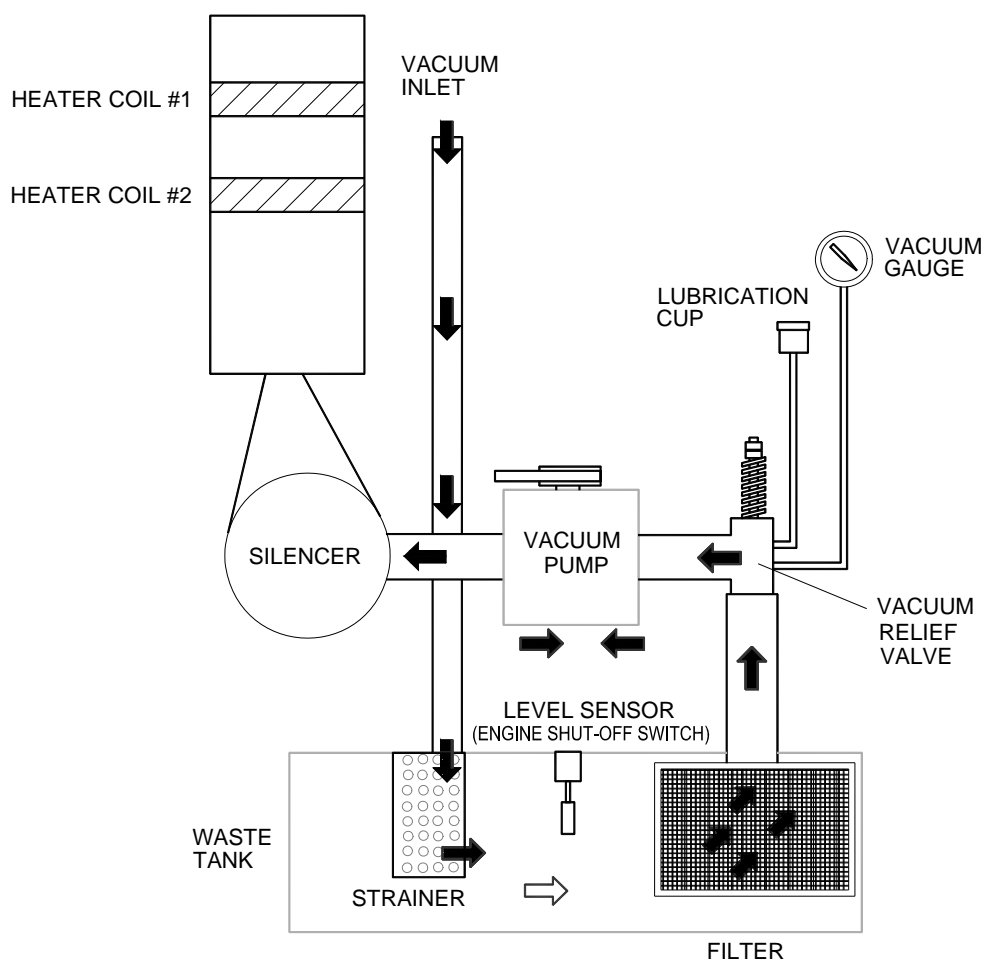 VACUUM
INLET
HEATER COIL #1
HEATER COIL #2
VACUUM
GAUGE
LUBRICATION
CUP
SILENCER
VACUUM
PUMP
VACUUM
RELIEF
VALVE
LEVEL SENSOR
(ENGINE SHUT-OFF SWITCH)
WASTE
TANK
STRAINER
FILTER